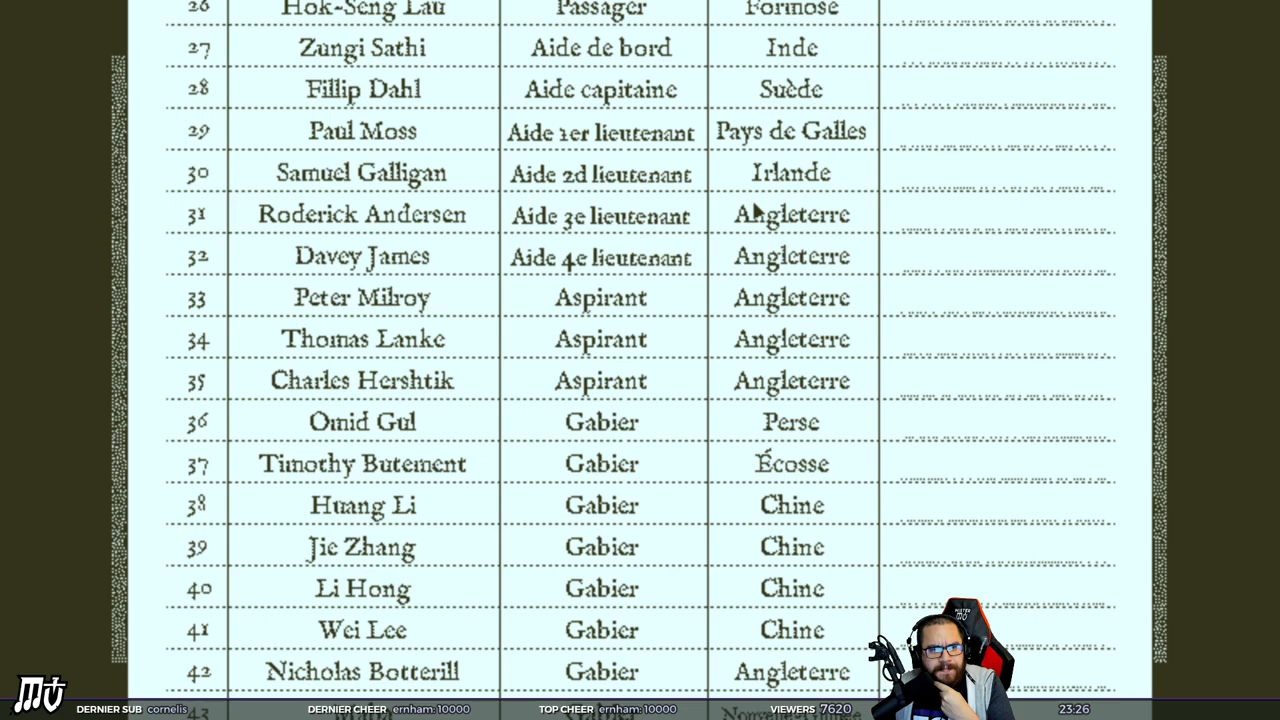 26 Hok-Seng Lau Passager Formose
27 Zungi Sathi Aide de bord Inde
28 Fillip Dahl Aide capitaine Suède
29 Paul Moss Aide 1er lieutenant Pays de Galles
30 Samuel Galligan Aide 2d lieutenant Irlande
31 Roderick Andersen Aide 3e lieutenant Angleterre
32 Davey James Aide 4e lieutenant Angleterre
33 Peter Milroy Aspirant Angleterre
34 Thomas Lanke Aspirant Angleterre
35 Charles Hershtik Aspirant Angleterre
36 Omid Gul Gabier Perse
37 Timothy Butement Gabier Écosse
38 Huang Li Gabier Chine
39 Jie Zhang Gabier Chine
40 Li Hong Gabier Chine
41 Wei Lee Gabier Chine
42 Nicholas Botterill Gabier Angleterre
43 Nouvelle-Guinée
MISTER MV
MV DERNIER SUB cornelis DERNIER CHEER ernham: 10000 TOP CHEER ernham: 10000 VIEWERS 7620 23:26